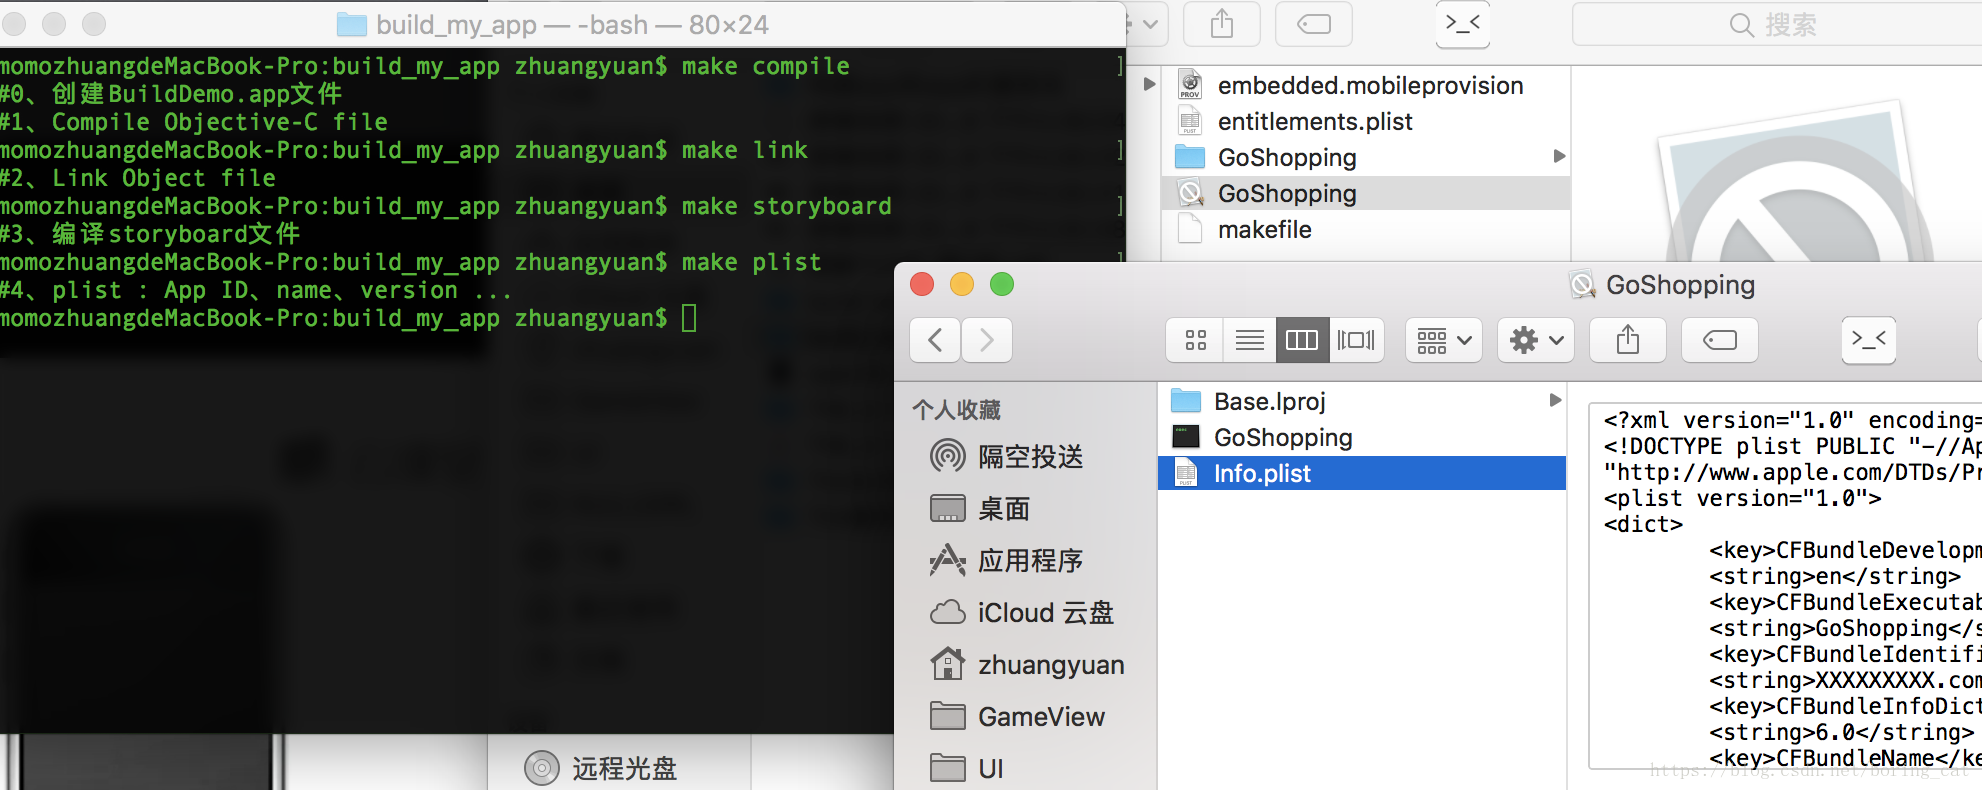 build_my_app — -bash — 80×24
momozhuangdeMacBook-Pro:build_my_app zhuangyuan$ make compile
#0、创建BuildDemo.app文件
#1、Compile Objective-C file
momozhuangdeMacBook-Pro:build_my_app zhuangyuan$ make link
#2、Link Object file
momozhuangdeMacBook-Pro:build_my_app zhuangyuan$ make storyboard
#3、编译storyboard文件
momozhuangdeMacBook-Pro:build_my_app zhuangyuan$ make plist
#4、plist : App ID、name、version ...
momozhuangdeMacBook-Pro:build_my_app zhuangyuan$
>_<
搜索
embedded.mobileprovision
PROV
entitlements.plist
PLIST
GoShopping
GoShopping
makefile
GoShopping
>_<
个人收藏
隔空投送
桌面
应用程序
iCloud 云盘
zhuangyuan
GameView
UI
远程光盘
Base.lproj
exec
GoShopping
Info.plist
PLIST
<?xml version="1.0" encoding=
<!DOCTYPE plist PUBLIC "-//Ap
"http://www.apple.com/DTDs/Pr
<plist version="1.0">
<dict>
<key>CFBundleDevelopm
<string>en</string>
<key>CFBundleExecutab
<string>GoShopping</s
<key>CFBundleIdentifi
<string>XXXXXXXXX.com
<key>CFBundleInfoDict
<string>6.0</string>
<key>CFBundleName</ke
https://blog.csdn.net/boring_cat